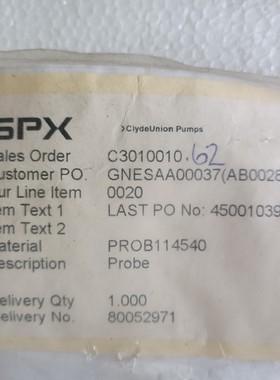 SPX
ClydeUnion Pumps
ales Order C3010010.62
ustomer PO. GNESAA00037(AB0028
ur Line Item 0020
em Text 1 LAST PO No: 45001039
em Text 2
aterial PROB114540
escription Probe
elivery Qty 1.000
elivery No. 80052971